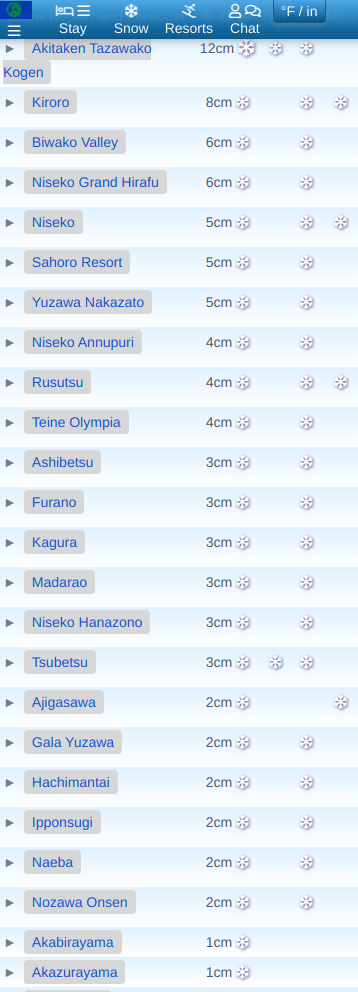 °F / in
Stay Snow Resorts Chat
Akitaken Tazawako 12cm
Kogen
Kiroro 8cm
Biwako Valley 6cm
Niseko Grand Hirafu 6cm
Niseko 5cm
Sahoro Resort 5cm
Yuzawa Nakazato 5cm
Niseko Annupuri 4cm
Rusutsu 4cm
Teine Olympia 4cm
Ashibetsu 3cm
Furano 3cm
Kagura 3cm
Madarao 3cm
Niseko Hanazono 3cm
Tsubetsu 3cm
Ajigasawa 2cm
Gala Yuzawa 2cm
Hachimantai 2cm
Ipponsugi 2cm
Naeba 2cm
Nozawa Onsen 2cm
Akabirayama 1cm
Akazurayama 1cm